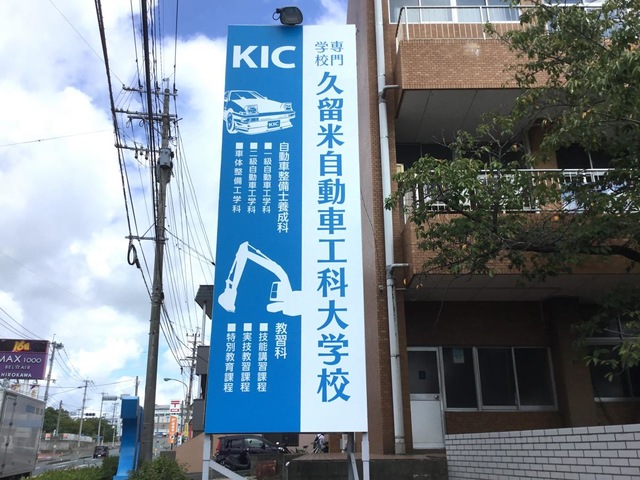 KIC
専門学校
久留米自動車工科大学校
KIC
自動車整備士養成科
■一級自動車工学科
■二級自動車工学科
■車体整備工学科
教習科
■技能講習課程
■実技教習課程
■特別教育課程
MAX 1000
HIROKAWA